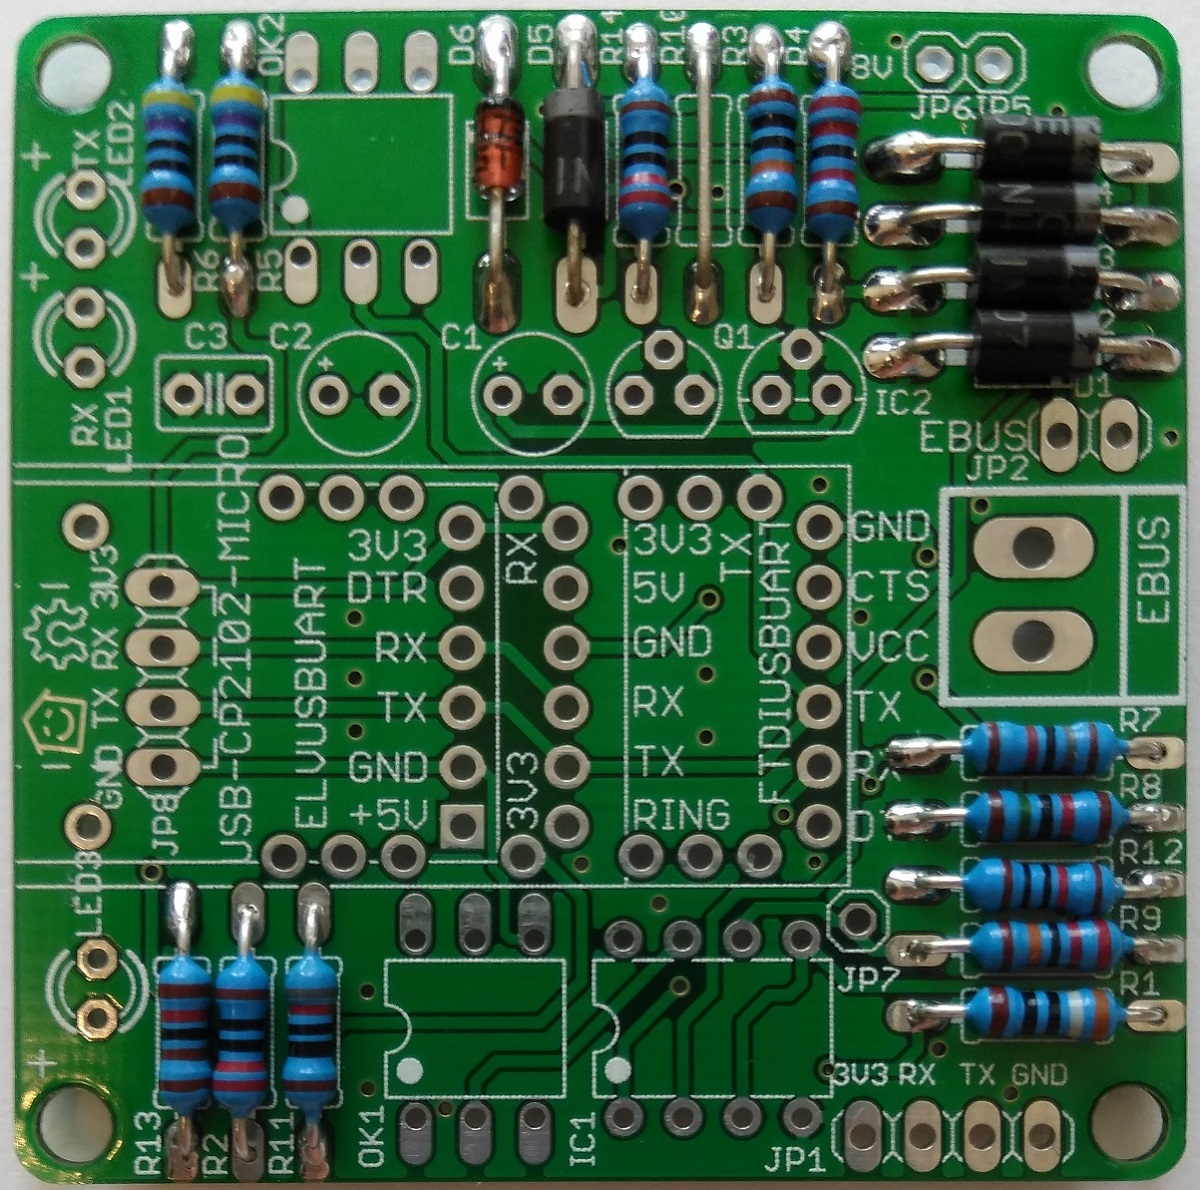 OK2
D6
D5
R14
R10
R3
R4
8V
JP6 JP5
+ TX
LED2
IN
R6
R5
+
C3
C2
C1
Q1
IC2
+
+
D1
RX
LED1
EBUS
JP2
3V3
DTR
RX
TX
GND
+5V
ELVUSBUART
USB-CP2102-MICRO
RX
3V3
3V3
5V
GND
RX
TX
RING
TX
FTDIUSBUART
GND
CTS
VCC
TX
EBUS
RX 3V3
GND TX
JP8
R7
R8
R12
R9
R1
LED3
+
JP7
R13
R2
R11
OK1
IC1
3V3 RX TX GND
JP1